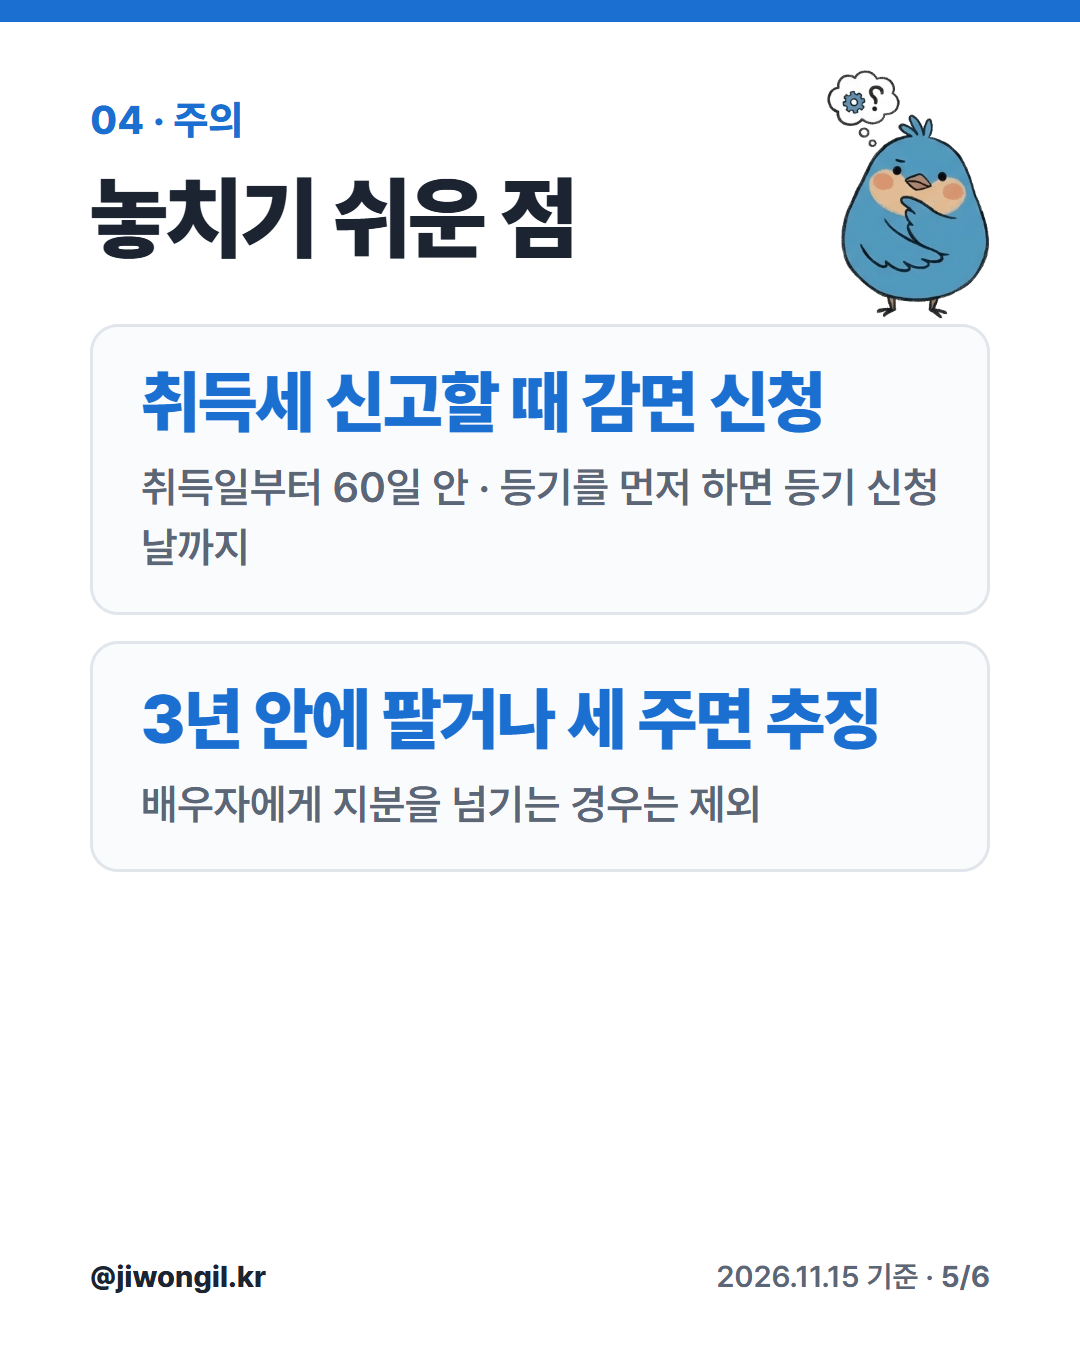 04 · 주의
놓치기 쉬운 점
취득세 신고할 때 감면 신청
취득일부터 60일 안 · 등기를 먼저 하면 등기 신청
날까지
3년 안에 팔거나 세 주면 추징
배우자에게 지분을 넘기는 경우는 제외
@jiwongil.kr
2026.11.15 기준 · 5/6